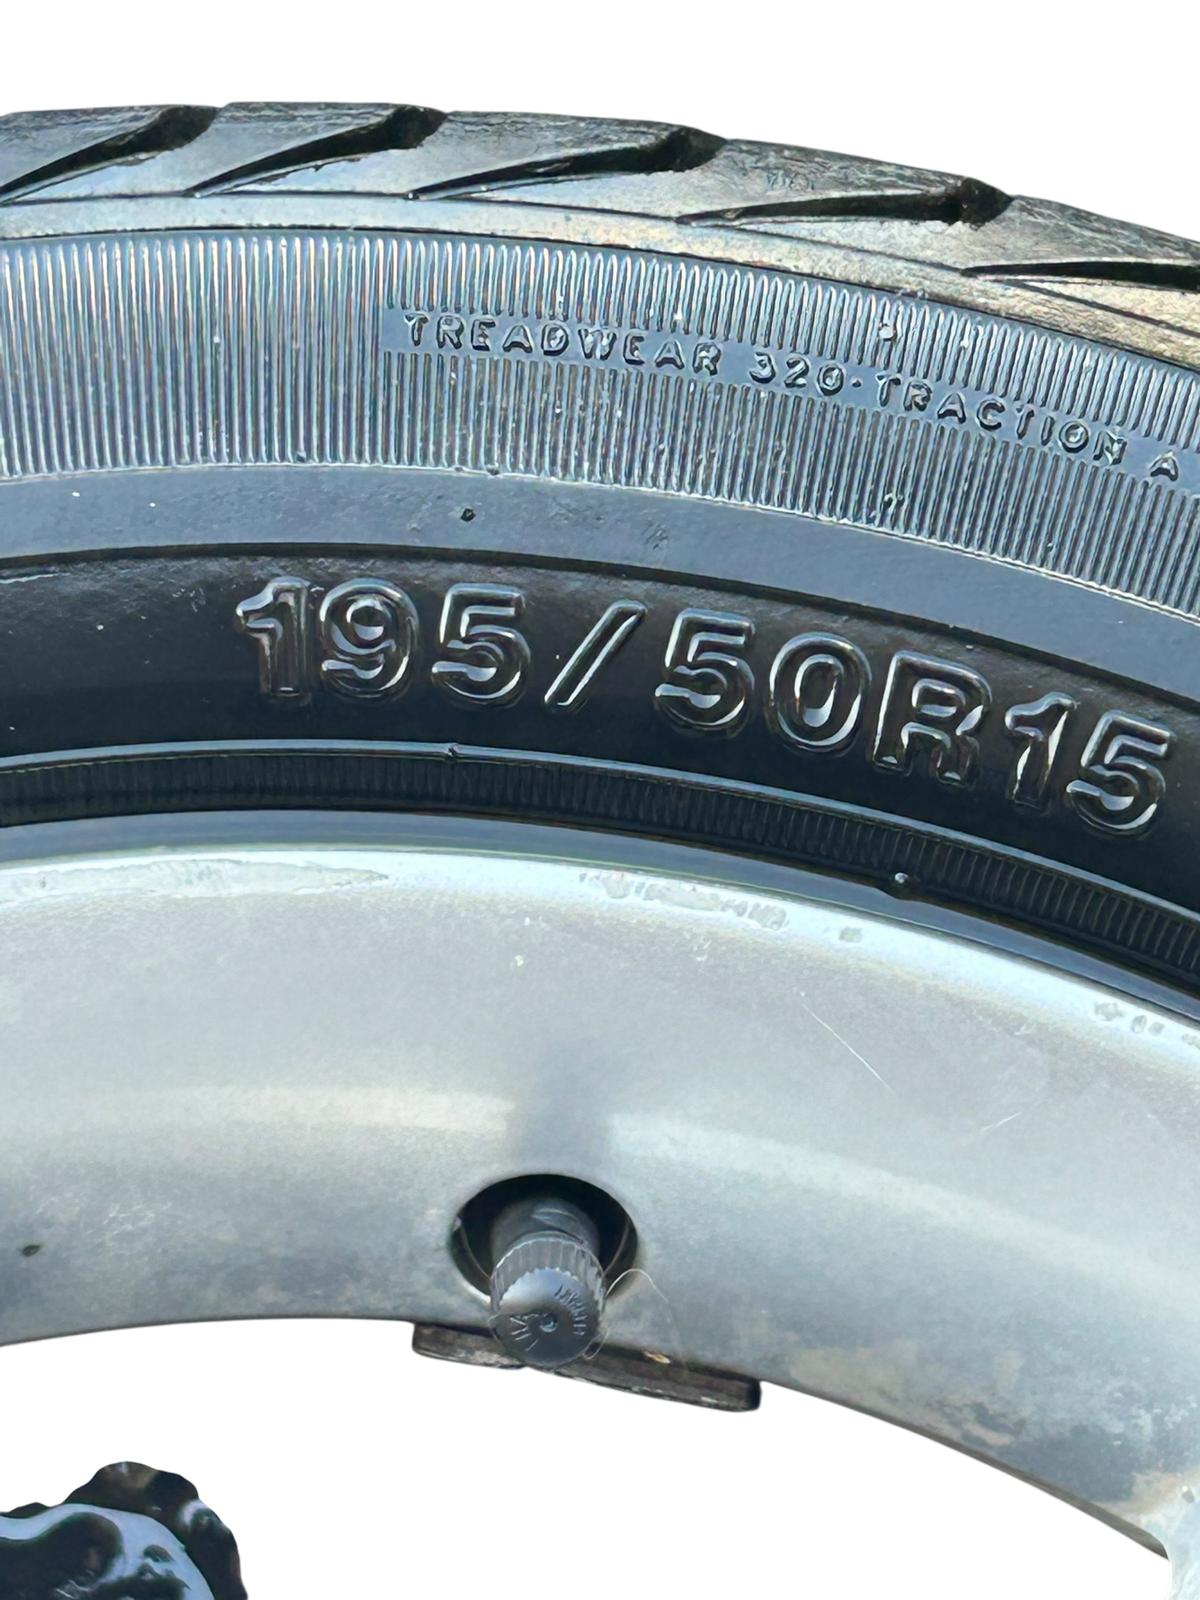 TREADWEAR 320·TRACTION A
195/50R15